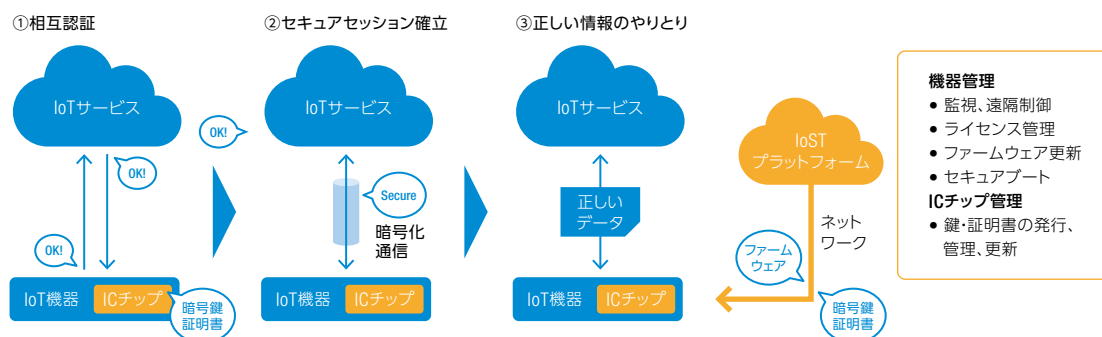 ①相互認証
IoTサービス
OK!
OK!
IoT機器
ICチップ
暗号鍵
証明書
②セキュアセッション確立
IoTサービス
OK!
Secure
暗号化
通信
IoT機器
ICチップ
③正しい情報のやりとり
IoTサービス
正しい
データ
IoT機器
ICチップ
IoST
プラットフォーム
ネット
ワーク
ファーム
ウェア
暗号鍵
証明書
機器管理
● 監視、遠隔制御
● ライセンス管理
● ファームウェア更新
● セキュアブート
ICチップ管理
● 鍵・証明書の発行、
管理、更新